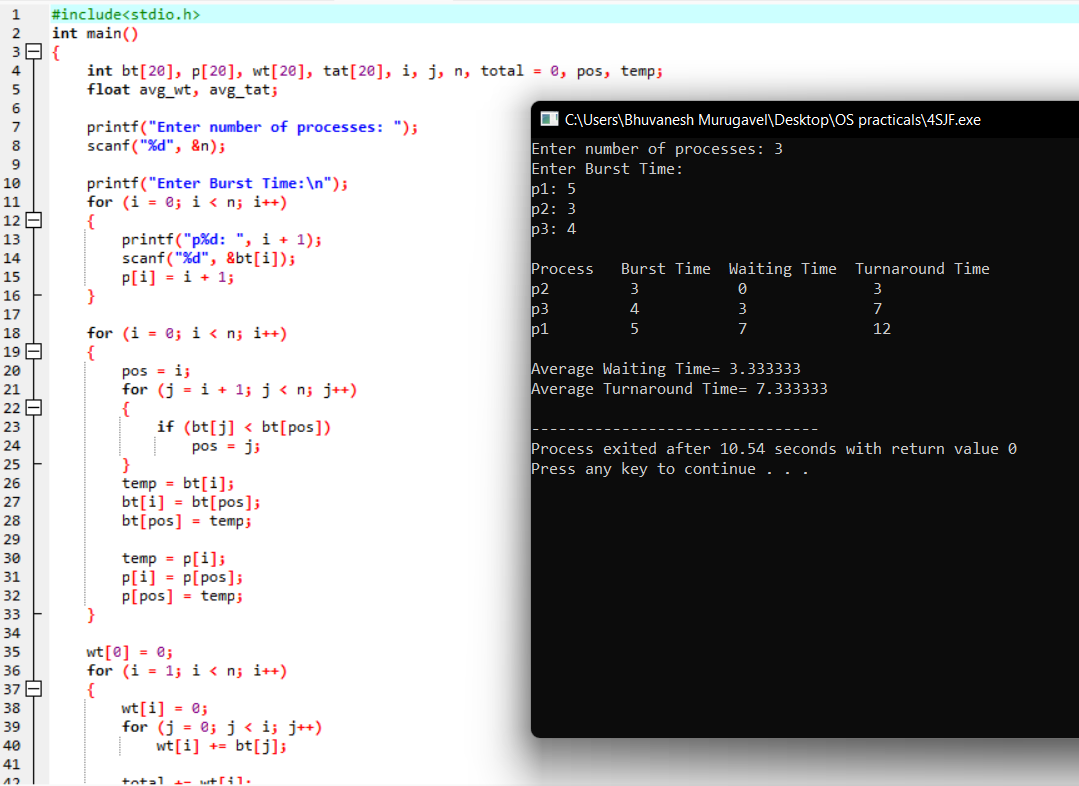 1 #include<stdio.h>
2 int main()
3 {
4 int bt[20], p[20], wt[20], tat[20], i, j, n, total = 0, pos, temp;
5 float avg_wt, avg_tat;
6
7 printf("Enter number of processes: ");
8 scanf("%d", &n);
9
10 printf("Enter Burst Time:\n");
11 for (i = 0; i < n; i++)
12 {
13 printf("p%d: ", i + 1);
14 scanf("%d", &bt[i]);
15 p[i] = i + 1;
16 }
17
18 for (i = 0; i < n; i++)
19 {
20 pos = i;
21 for (j = i + 1; j < n; j++)
22 {
23 if (bt[j] < bt[pos])
24 pos = j;
25 }
26 temp = bt[i];
27 bt[i] = bt[pos];
28 bt[pos] = temp;
29
30 temp = p[i];
31 p[i] = p[pos];
32 p[pos] = temp;
33 }
34
35 wt[0] = 0;
36 for (i = 1; i < n; i++)
37 {
38 wt[i] = 0;
39 for (j = 0; j < i; j++)
40 wt[i] += bt[j];
41
42 total += wt[i];
C:\Users\Bhuvanesh Murugavel\Desktop\OS practicals\4SJF.exe
Enter number of processes: 3
Enter Burst Time:
p1: 5
p2: 3
p3: 4
Process Burst Time Waiting Time Turnaround Time
p2 3 0 3
p3 4 3 7
p1 5 7 12
Average Waiting Time= 3.333333
Average Turnaround Time= 7.333333
--------------------------------
Process exited after 10.54 seconds with return value 0
Press any key to continue . . .